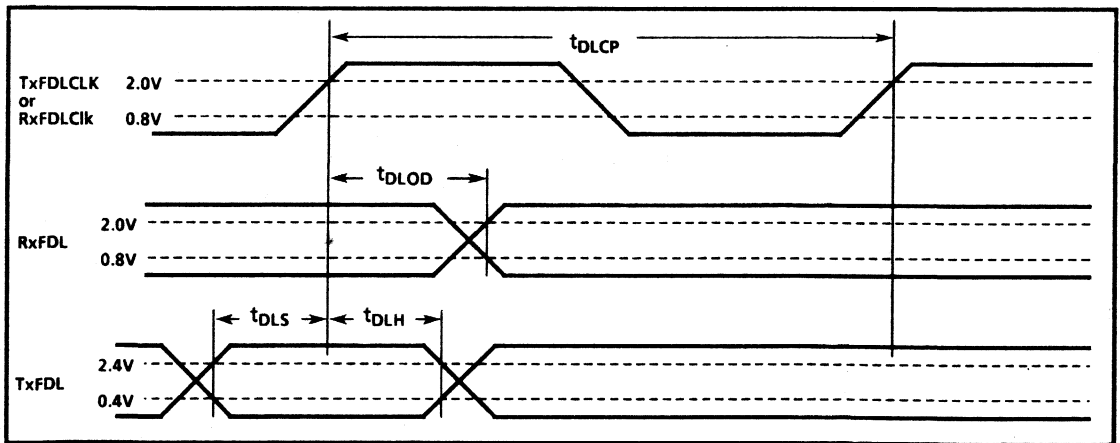 tDLCP
TxFDLCLK 2.0V
or
RxFDLClk 0.8V
tDLOD
2.0V
RxFDL
0.8V
tDLS tDLH
2.4V
TxFDL
0.4V